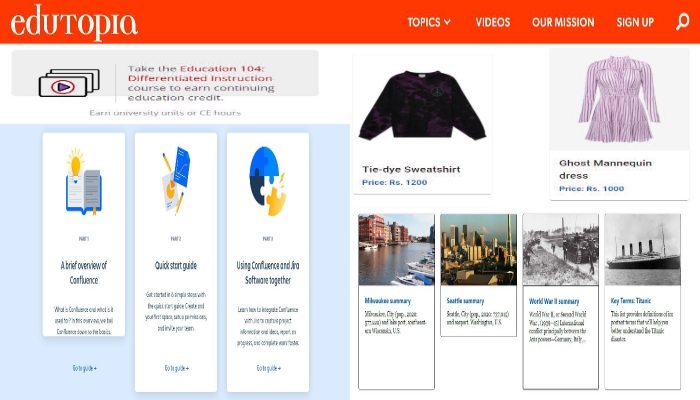 edutopia
TOPICS VIDEOS OUR MISSION SIGN UP
Take the Education 104:
Differentiated Instruction
course to earn continuing
education credit.
Earn university units or CE hours
Tie-dye Sweatshirt
Price: Rs. 1200
Ghost Mannequin
dress
Price: Rs. 1000
PART 1
A brief overview of
Confluence
What is Confluence and what is it
used for? In this overview, we tell
Confluence down to the basics.
Go to guide →
PART 2
Quick start guide
Get started in 6 simple steps with
the quick start guide. Create and
your first space, set up permissions,
and invite your team.
Go to guide →
PART 3
Using Confluence and Jira
Software together
Learn how to integrate Confluence
with Jira to capture project
information and ideas, report on
progress, and complete work faster.
Go to guide →
Milwaukee summary
Milwaukee, City (pop., 2020:
577,222) and lake port, southeast-
ern Wisconsin, U.S.
Seattle summary
Seattle, City (pop., 2020: 737,015)
and seaport, Washington, U.S.
World War II summary
World War II, or Second World
War, (1939–45) International
conflict principally between the
Axis powers—Germany, Italy,...
Key Terms: Titanic
This list provides definitions of im
portant terms that will help you
better understand the Titanic
disaster.